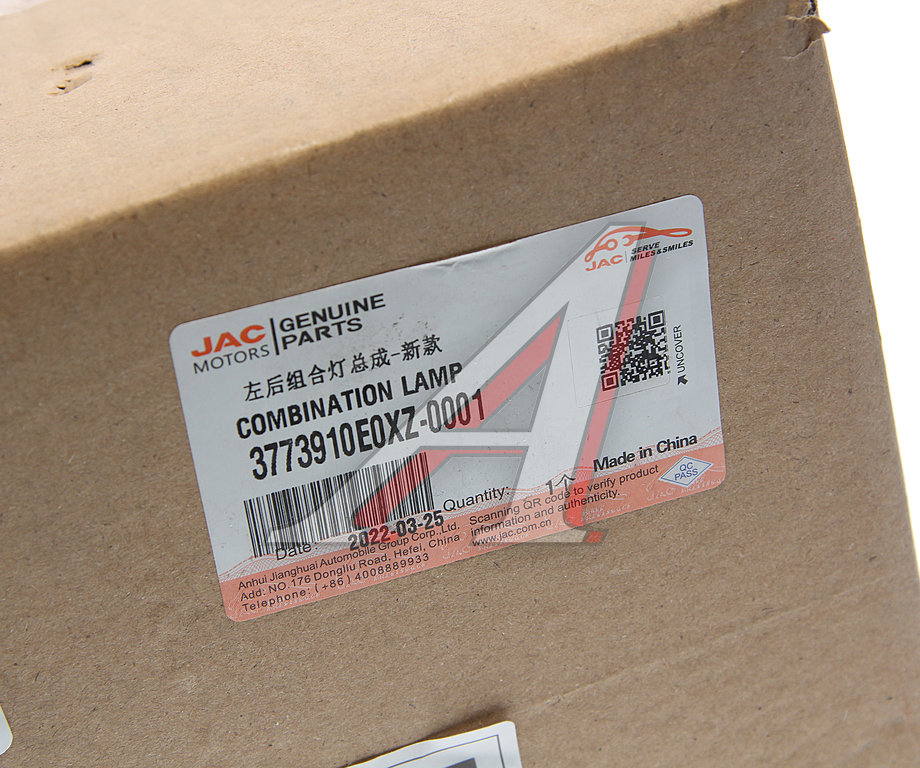 JAC
MOTORS
GENUINE
PARTS
JAC
SERVE
MILES & SMILES
左后组合灯总成-新款
COMBINATION LAMP
3773910E0XZ-0001
UNCOVER
Made in China
QC
PASS
Quantity: 1个
Date: 2022-03-25
Scanning QR code to verify product
information and authenticity.
www.jac.com.cn
Anhui Jianghuai Automobile Group Corp., Ltd.
Add: NO.176 Dongliu Road. Hefei, China
Telephone: (+86) 4008889933